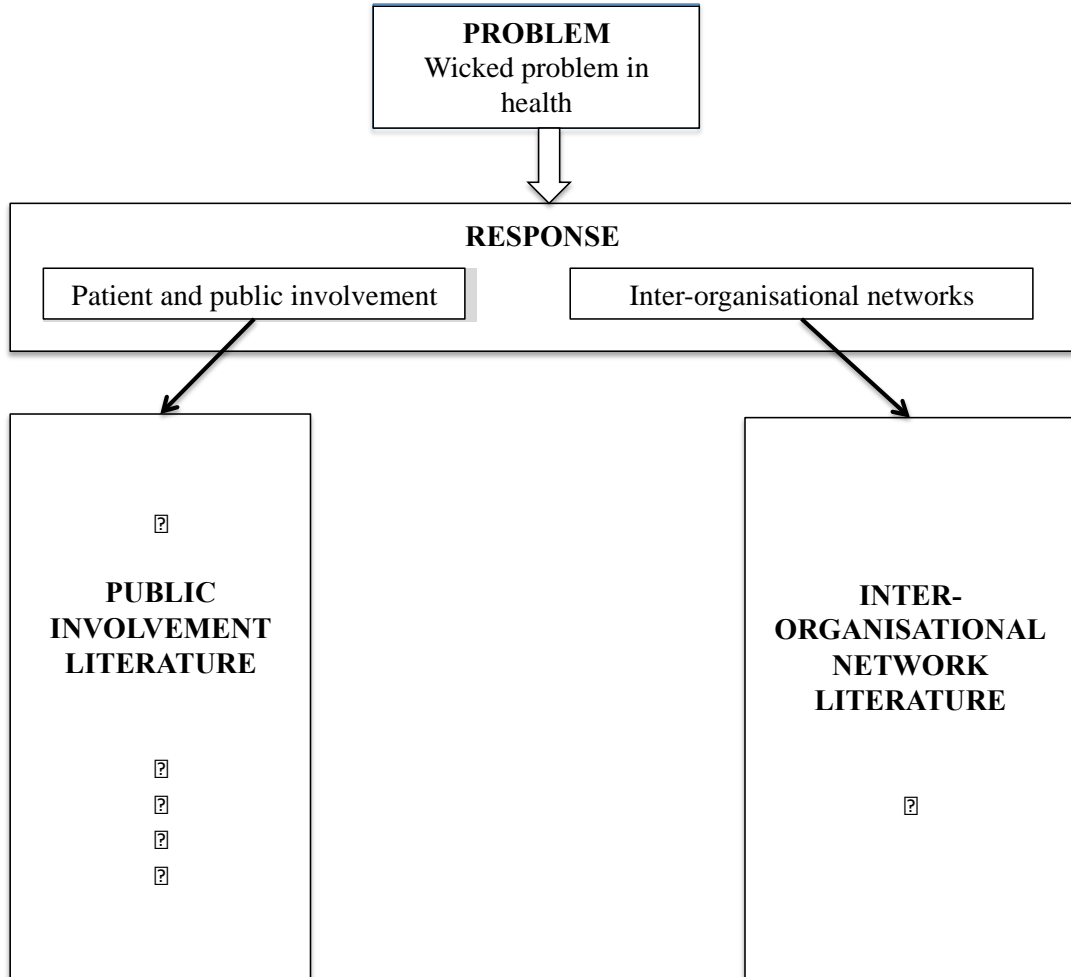 PROBLEM
Wicked problem in
health
RESPONSE
Patient and public involvement
Inter-organisational networks
PUBLIC
INVOLVEMENT
LITERATURE
INTER-
ORGANISATIONAL
NETWORK
LITERATURE